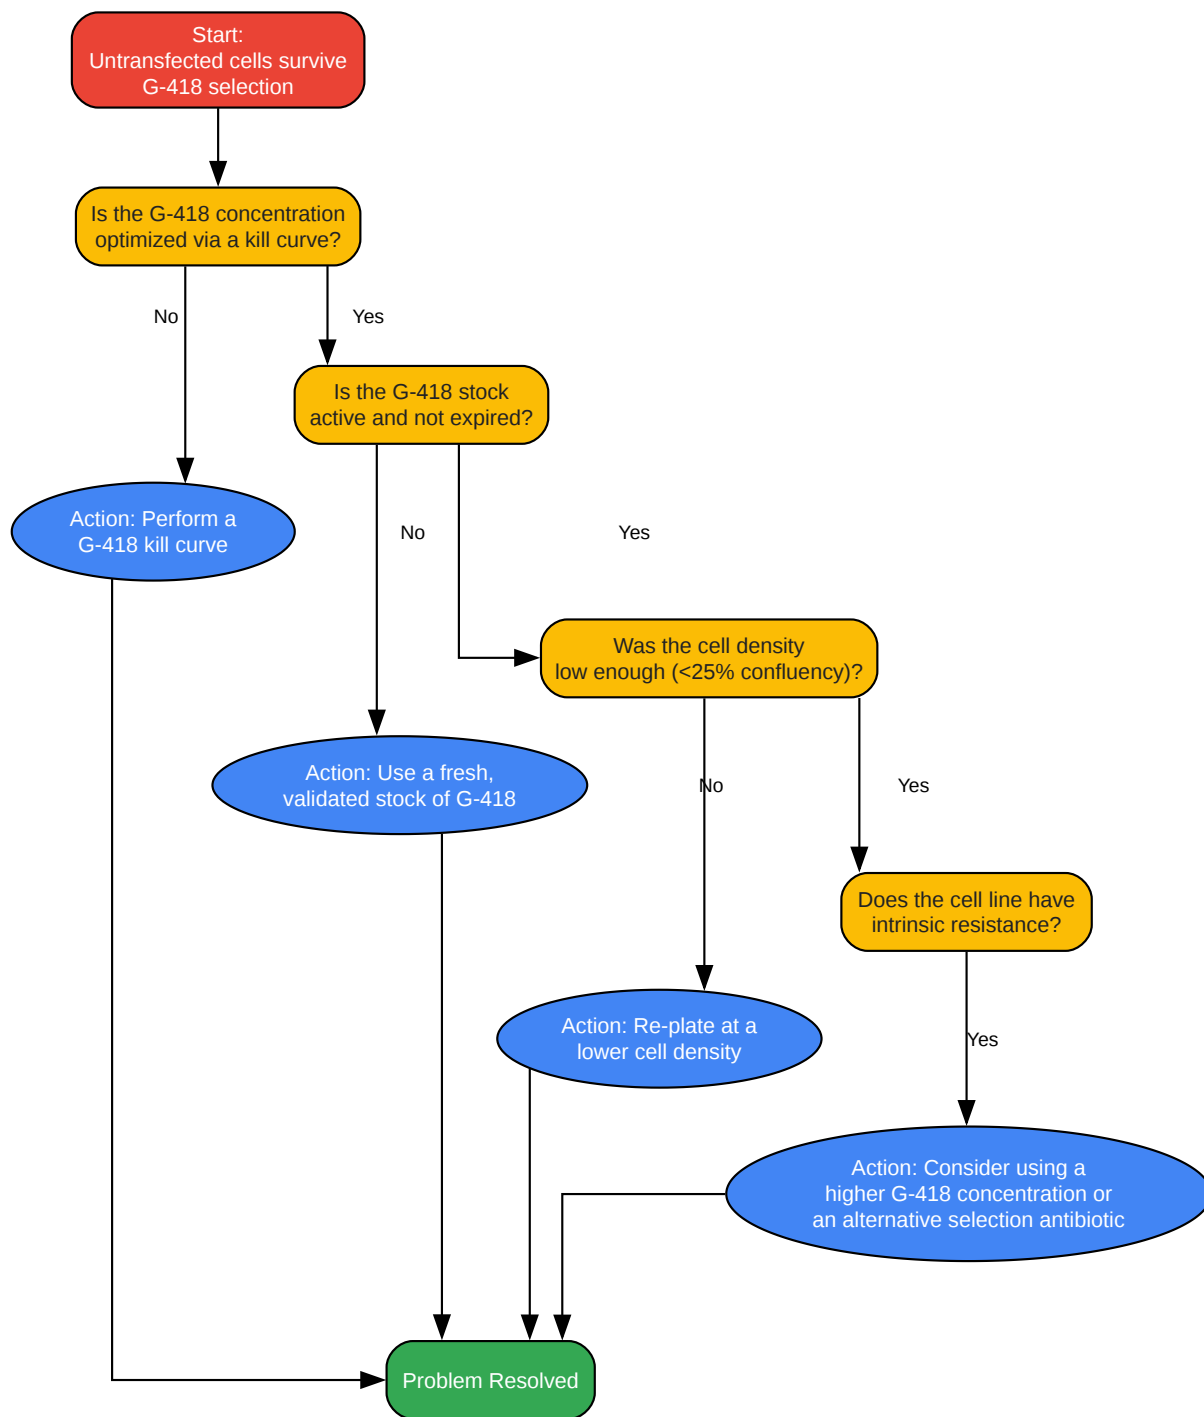 Start:
Untransfected cells survive
G-418 selection
Is the G-418 concentration
optimized via a kill curve?
No
Yes
Is the G-418 stock
active and not expired?
Action: Perform a
G-418 kill curve
No
Yes
Was the cell density
low enough (<25% confluency)?
Action: Use a fresh,
validated stock of G-418
No
Yes
Does the cell line have
intrinsic resistance?
Action: Re-plate at a
lower cell density
Yes
Action: Consider using a
higher G-418 concentration or
an alternative selection antibiotic
Problem Resolved